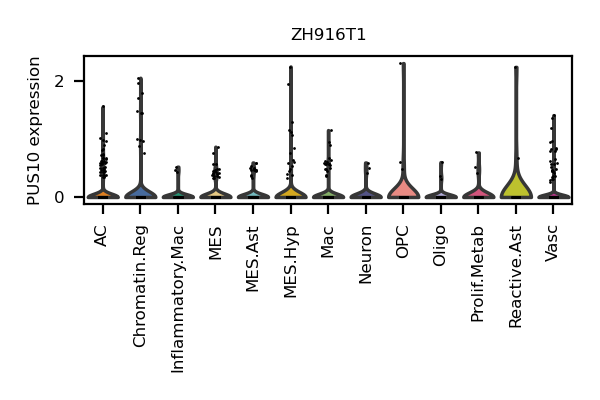 ZH916T1
PUS10 expression
2
0
AC
Chromatin.Reg
Inflammatory.Mac
MES
MES.Ast
MES.Hyp
Mac
Neuron
OPC
Oligo
Prolif.Metab
Reactive.Ast
Vasc